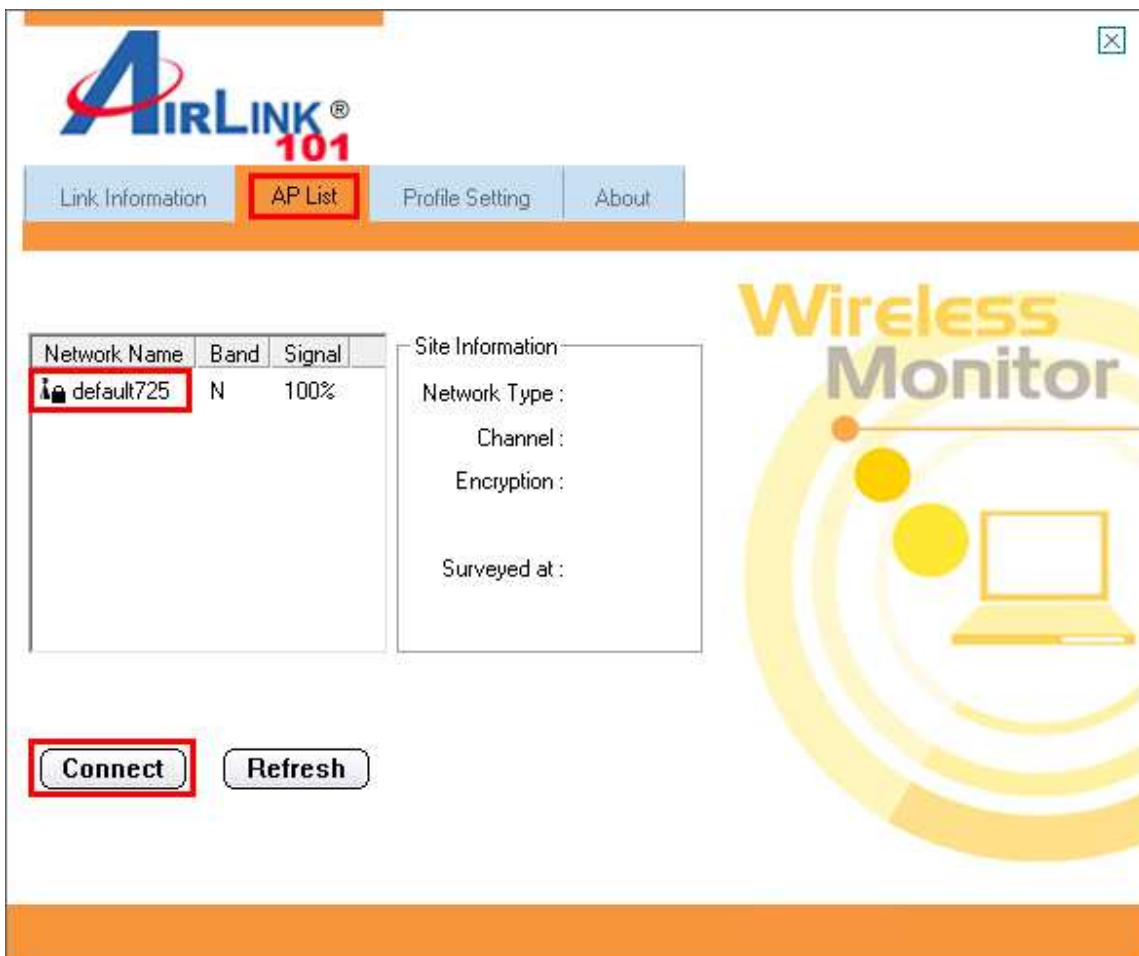 AIRLINK®
101
Link Information AP List Profile Setting About
Wireless
Monitor
Network Name Band Signal
default725 N 100%
Site Information
Network Type :
Channel :
Encryption :
Surveyed at :
Connect Refresh